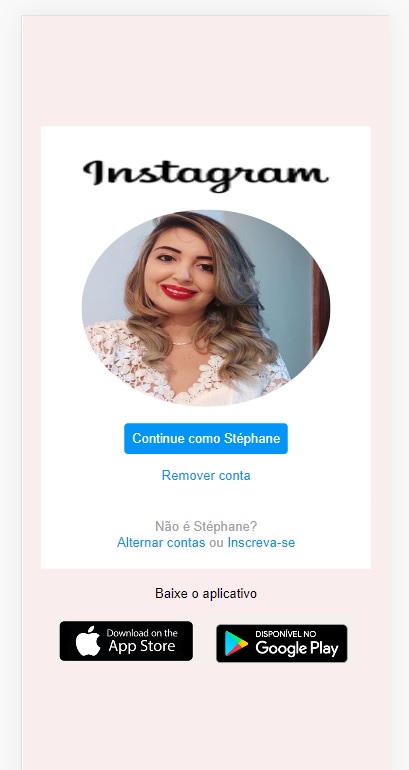 Instagram
Continue como Stéphane
Remover conta
Não é Stéphane?
Alternar contas ou Inscreva-se
Baixe o aplicativo
Download on the
App Store
DISPONÍVEL NO
Google Play